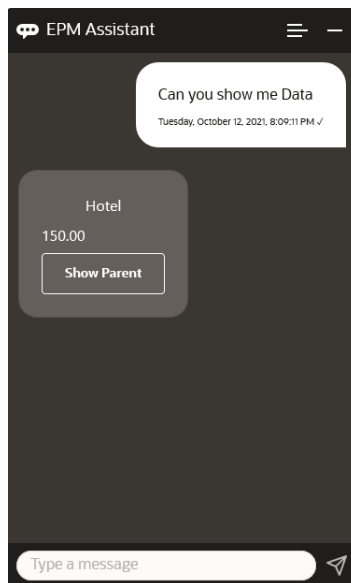 EPM Assistant
Can you show me Data
Tuesday, October 12, 2021, 8:09:11 PM ✓
Hotel
150.00
Show Parent
Type a message